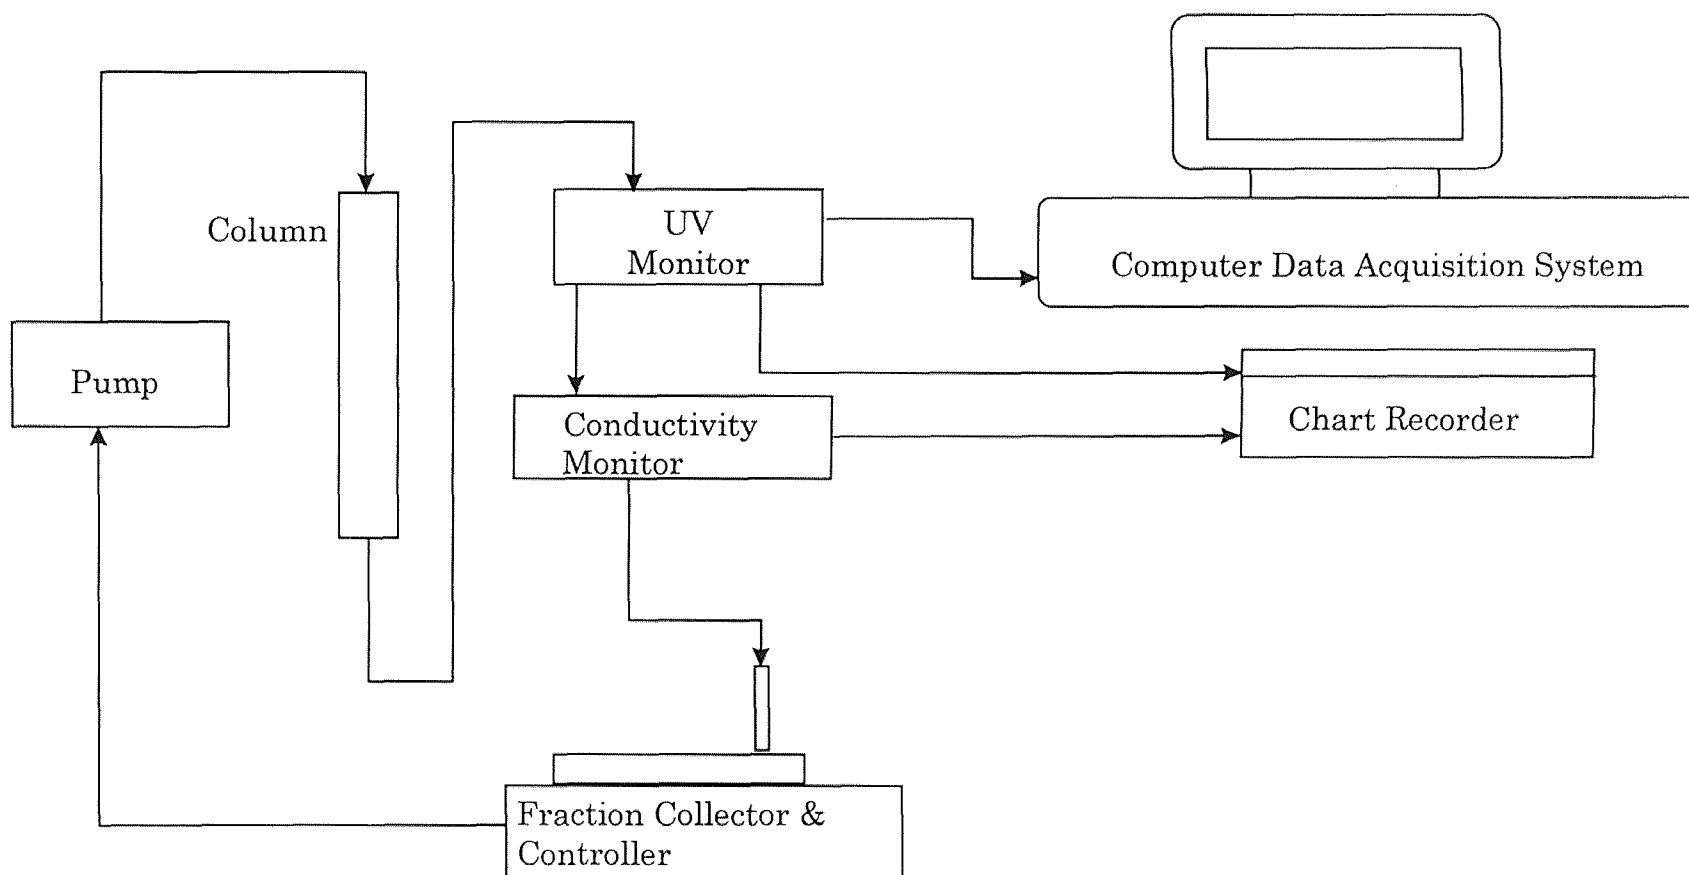 Column
UV
Monitor
Computer Data Acquisition System
Pump
Conductivity
Monitor
Chart Recorder
Fraction Collector &
Controller